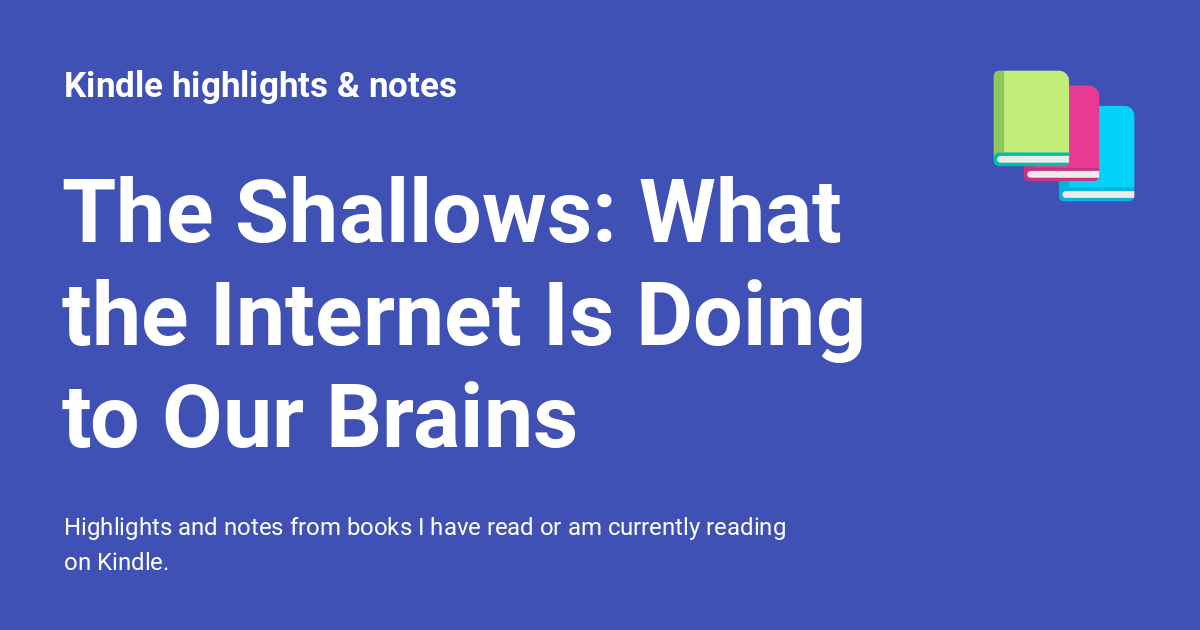 Kindle highlights & notes
The Shallows: What
the Internet Is Doing
to Our Brains
Highlights and notes from books I have read or am currently reading
on Kindle.